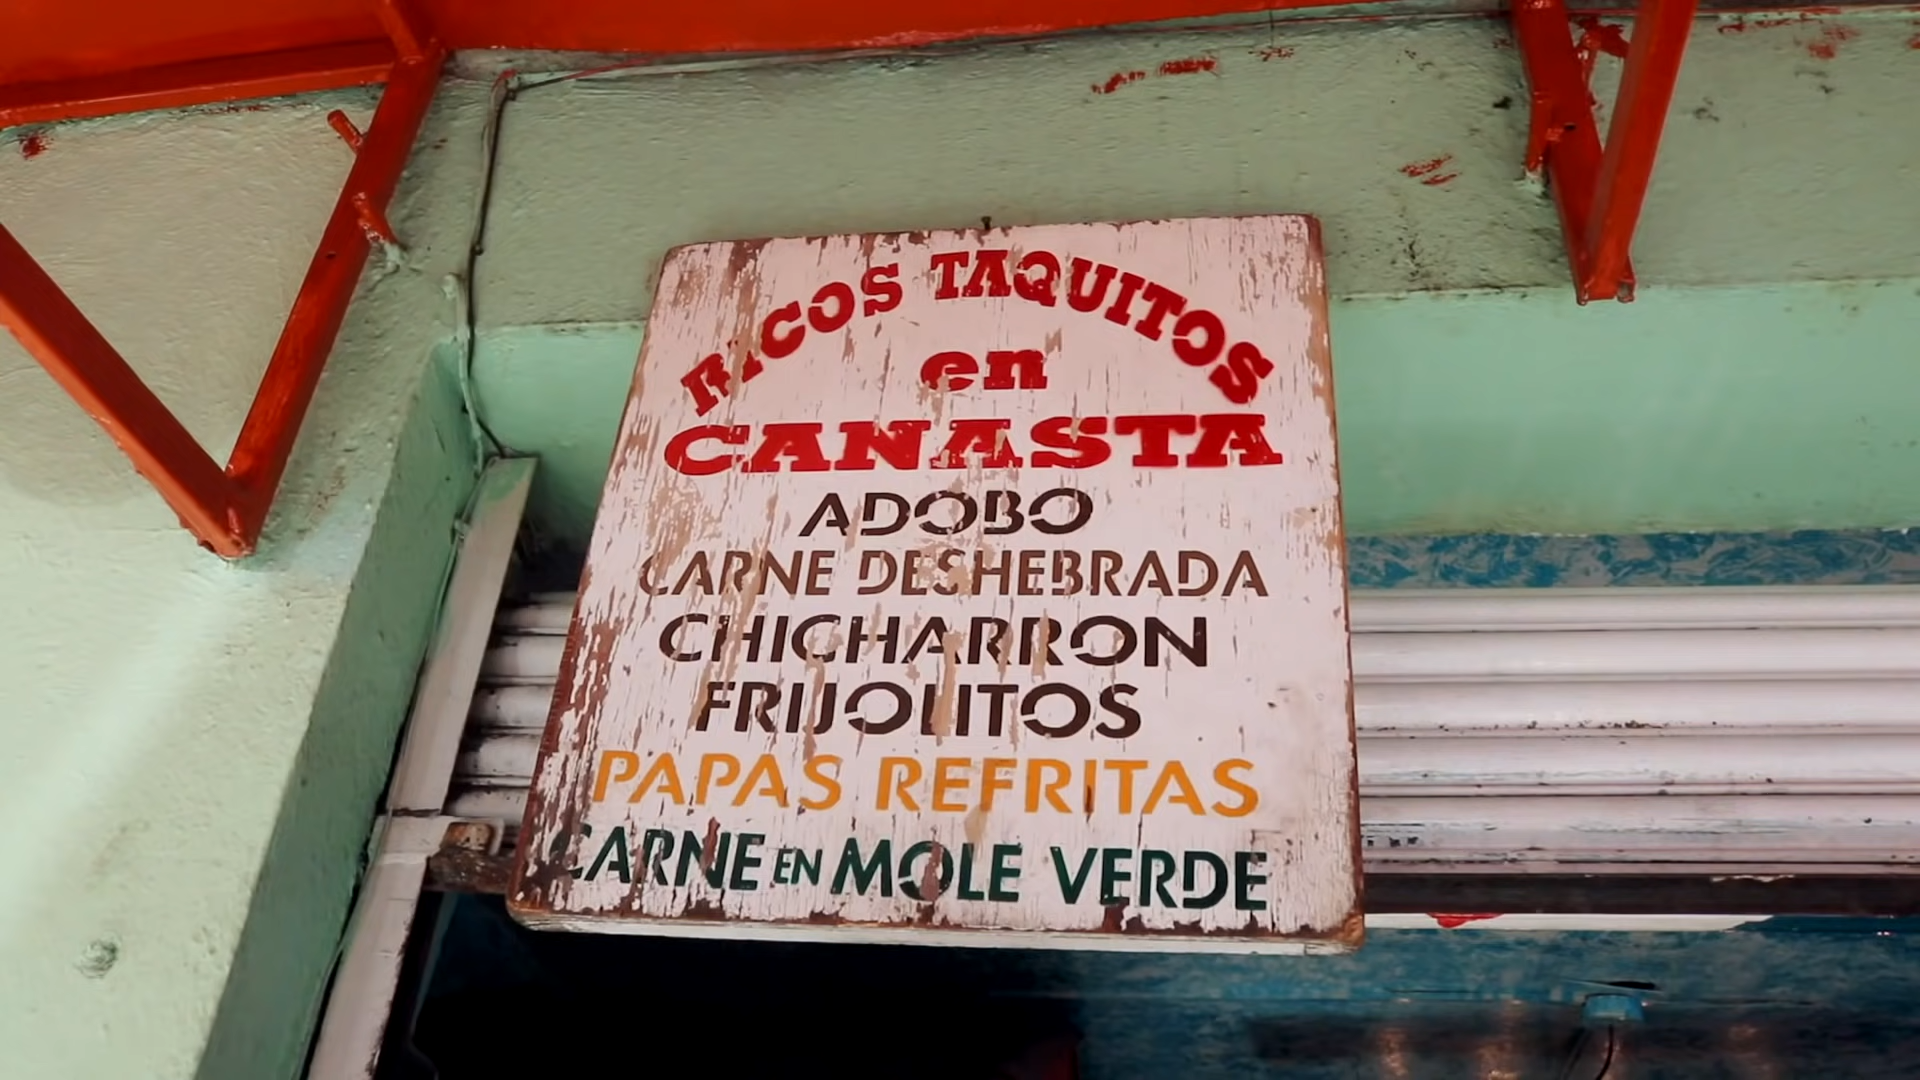 RICOS TAQUITOS
en
CANASTA
ADOBO
CARNE DESHEBRADA
CHICHARRON
FRIJOLITOS
PAPAS REFRITAS
CARNE EN MOLE VERDE